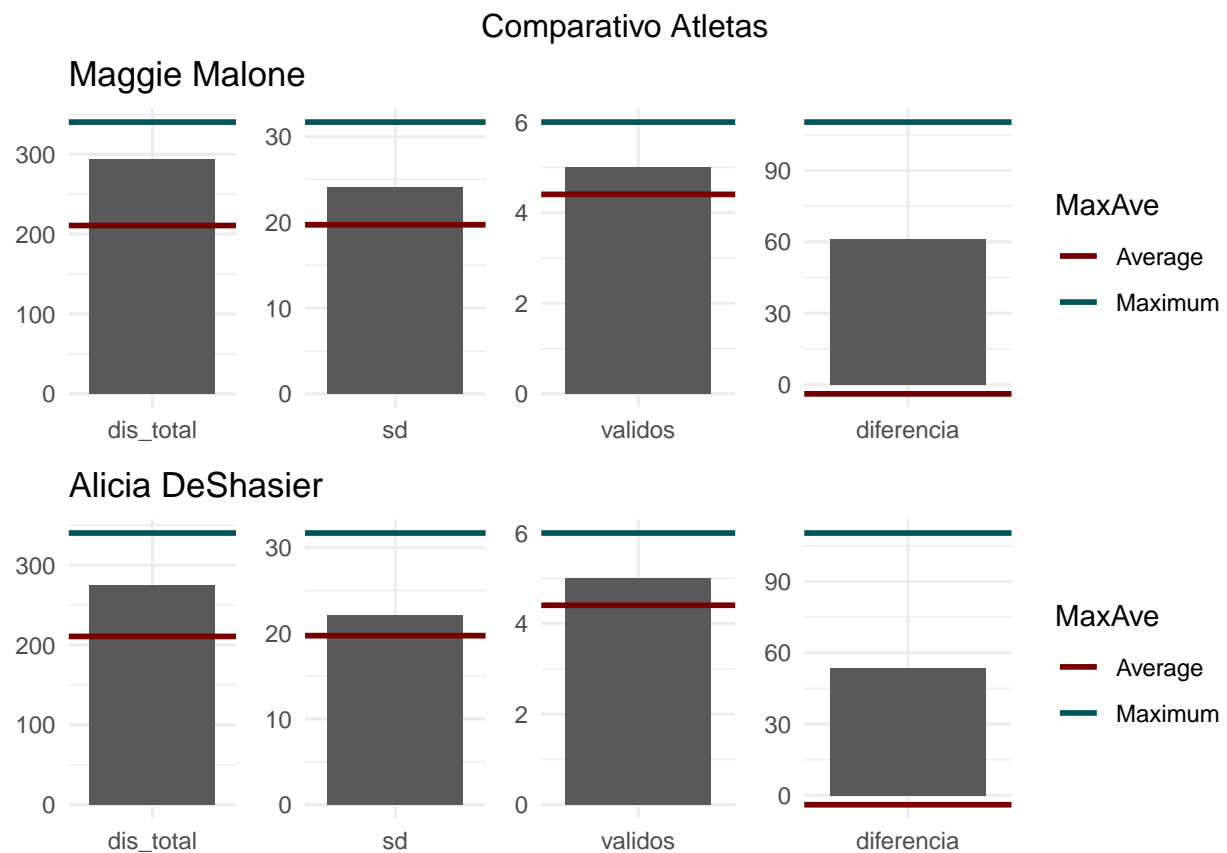 Comparativo Atletas
Maggie Malone
300
200
100
0
dis_total
30
20
10
0
sd
6
4
2
0
validos
90
60
30
0
diferencia
MaxAve
Average
Maximum
Alicia DeShasier
300
200
100
0
dis_total
30
20
10
0
sd
6
4
2
0
validos
90
60
30
0
diferencia
MaxAve
Average
Maximum